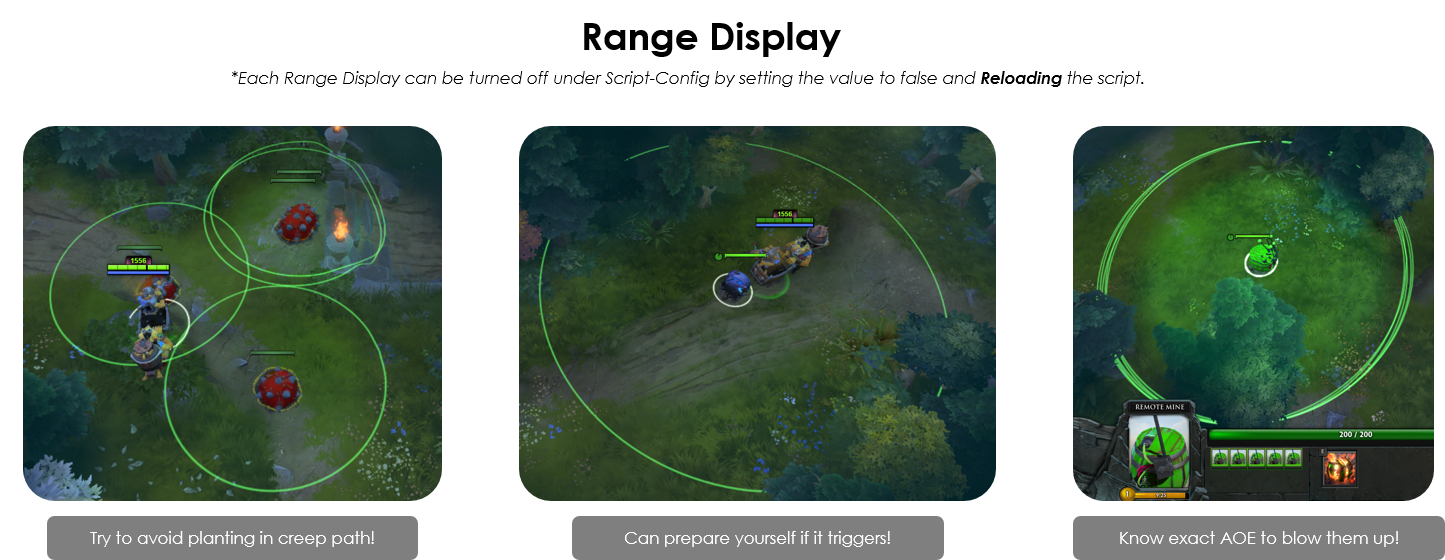 Range Display
*Each Range Display can be turned off under Script-Config by setting the value to false and Reloading the script.
1556
1556
REMOTE MINE
200 / 200
1
Try to avoid planting in creep path!
Can prepare yourself if it triggers!
Know exact AOE to blow them up!